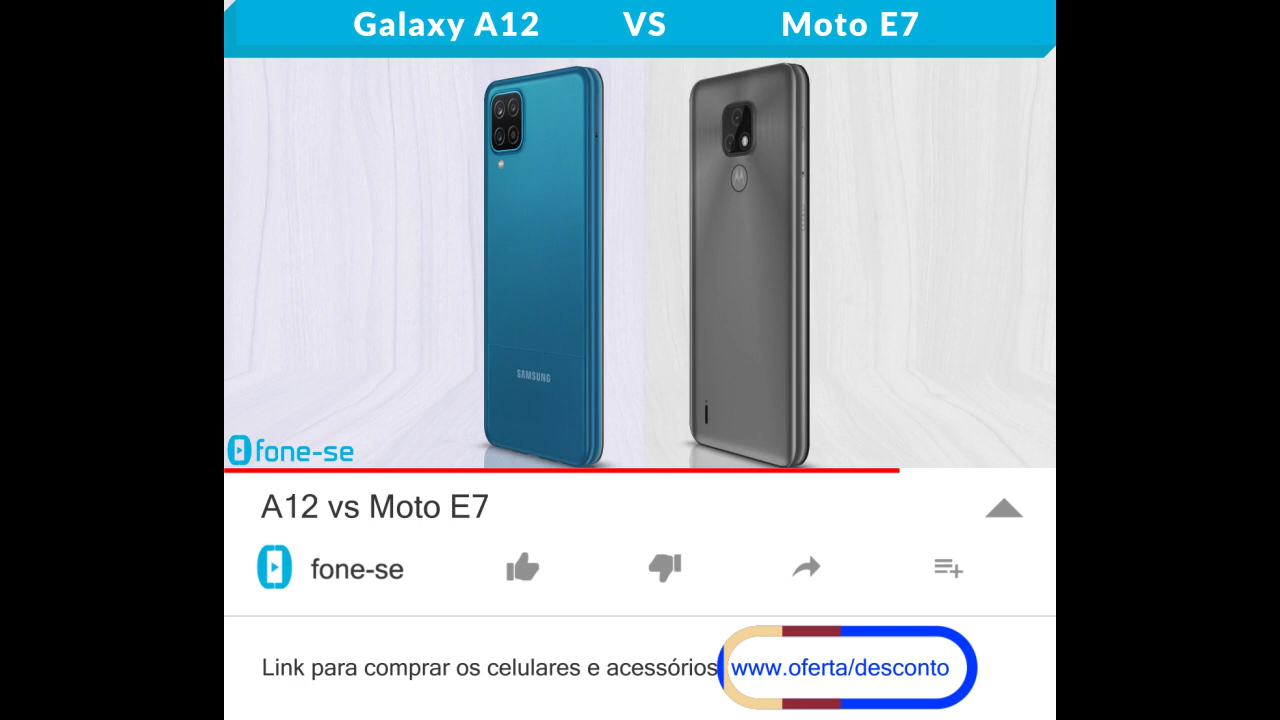 Galaxy A12 VS Moto E7
SAMSUNG
fone-se
A12 vs Moto E7
fone-se
Link para comprar os celulares e acessórios www.oferta/desconto